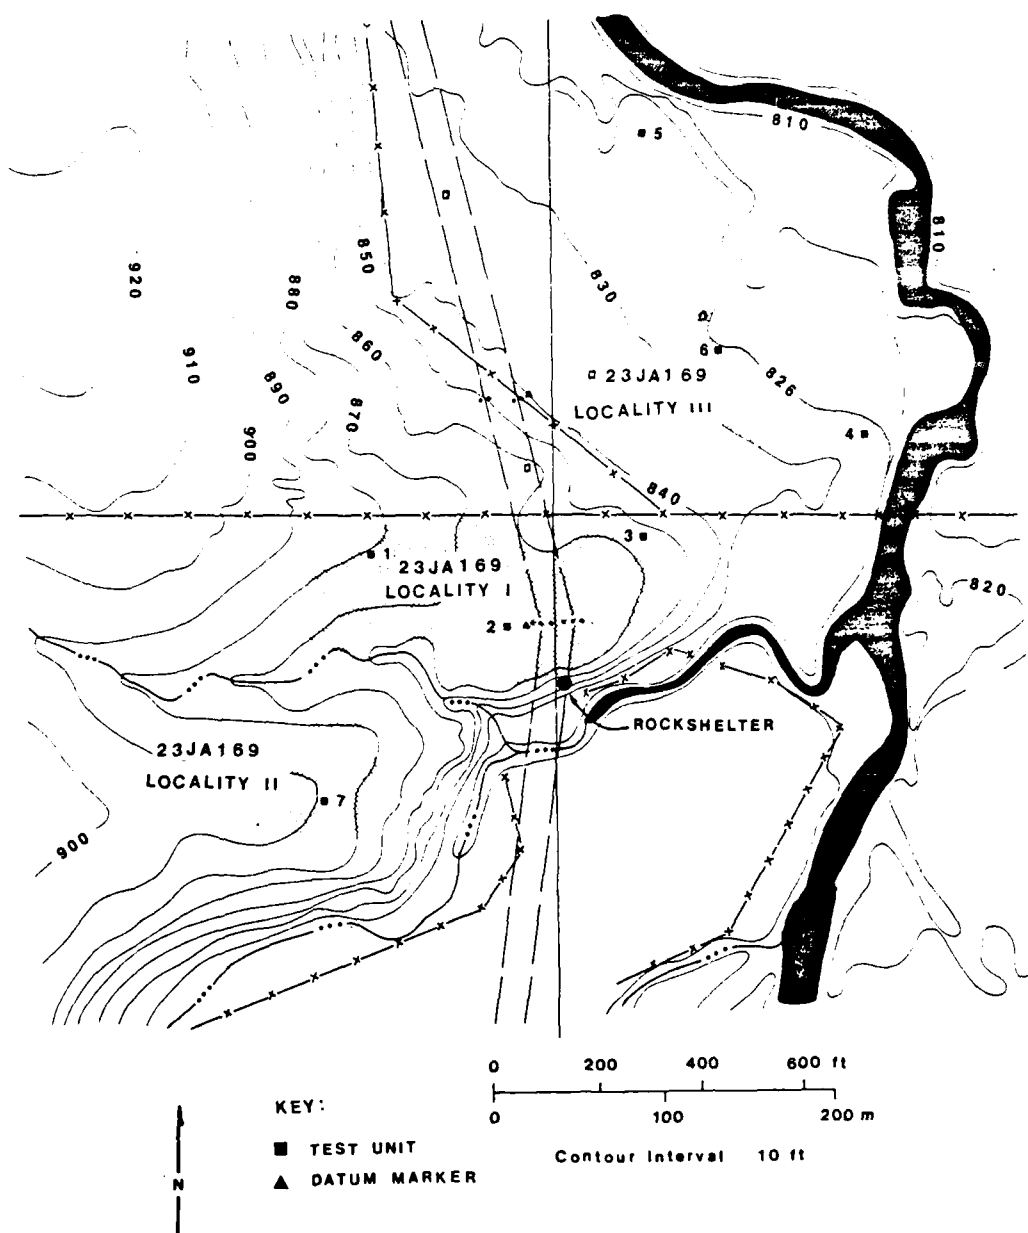 810
5
810
920
850
880
830
860
6
910
890
826
23JA169
LOCALITY III
870
4
900
840
3
1
23JA169
LOCALITY I
820
2
ROCKSHELTER
23JA169
LOCALITY II
7
900
0 200 400 600 ft
0 100 200 m
KEY:
TEST UNIT
Contour Interval 10 ft
DATUM MARKER
N